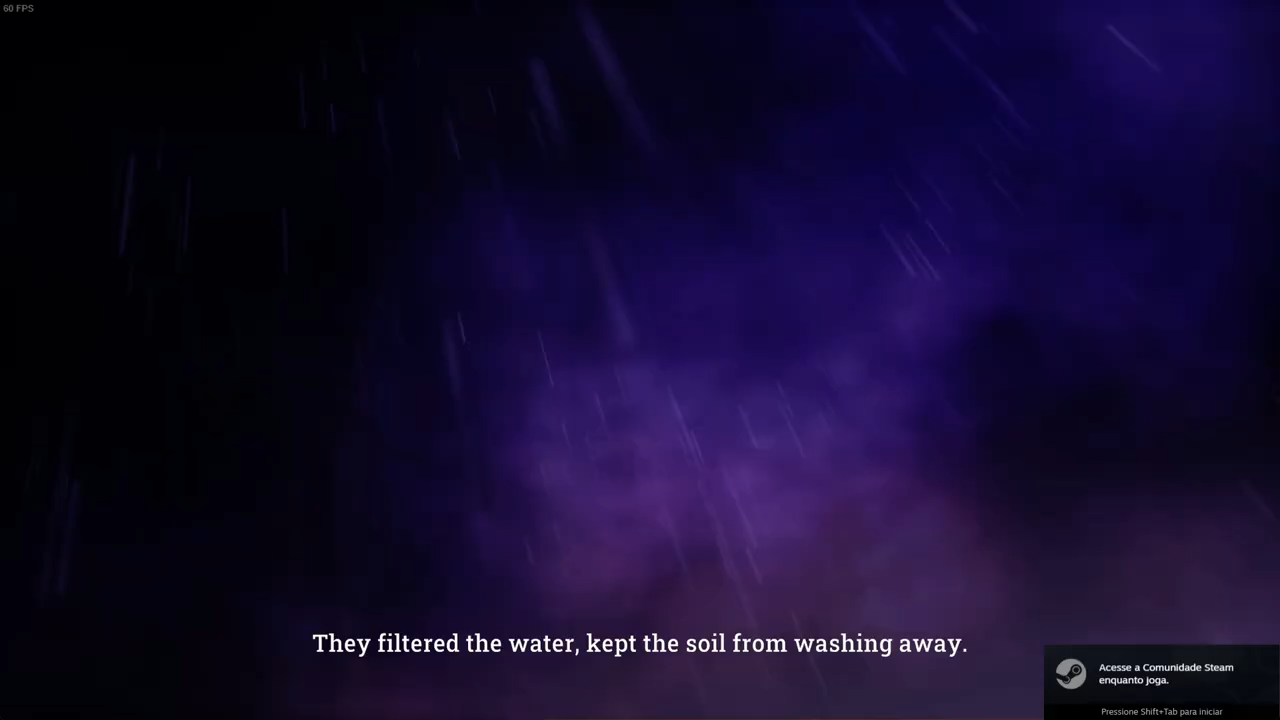 60 FPS
They filtered the water, kept the soil from washing away.
Acesse a Comunidade Steam
enquanto joga.
Pressione Shift+Tab para iniciar